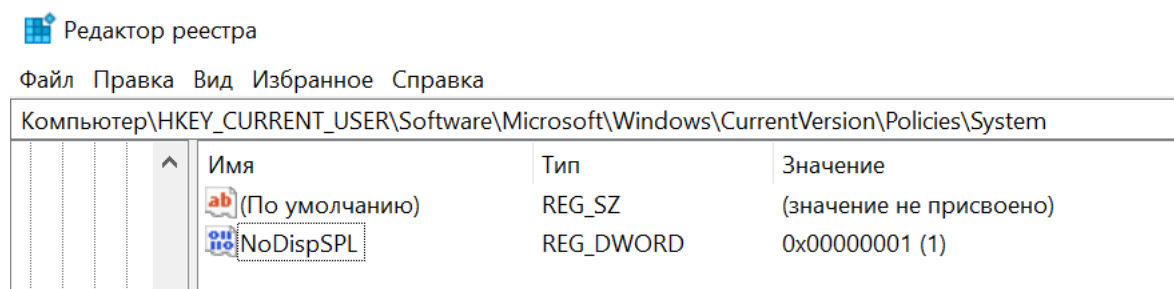 Редактор реестра
Файл Правка Вид Избранное Справка
Компьютер\HKEY_CURRENT_USER\Software\Microsoft\Windows\CurrentVersion\Policies\System
Имя Тип Значение
ab (По умолчанию) REG_SZ (значение не присвоено)
NoDispSPL REG_DWORD 0x00000001 (1)